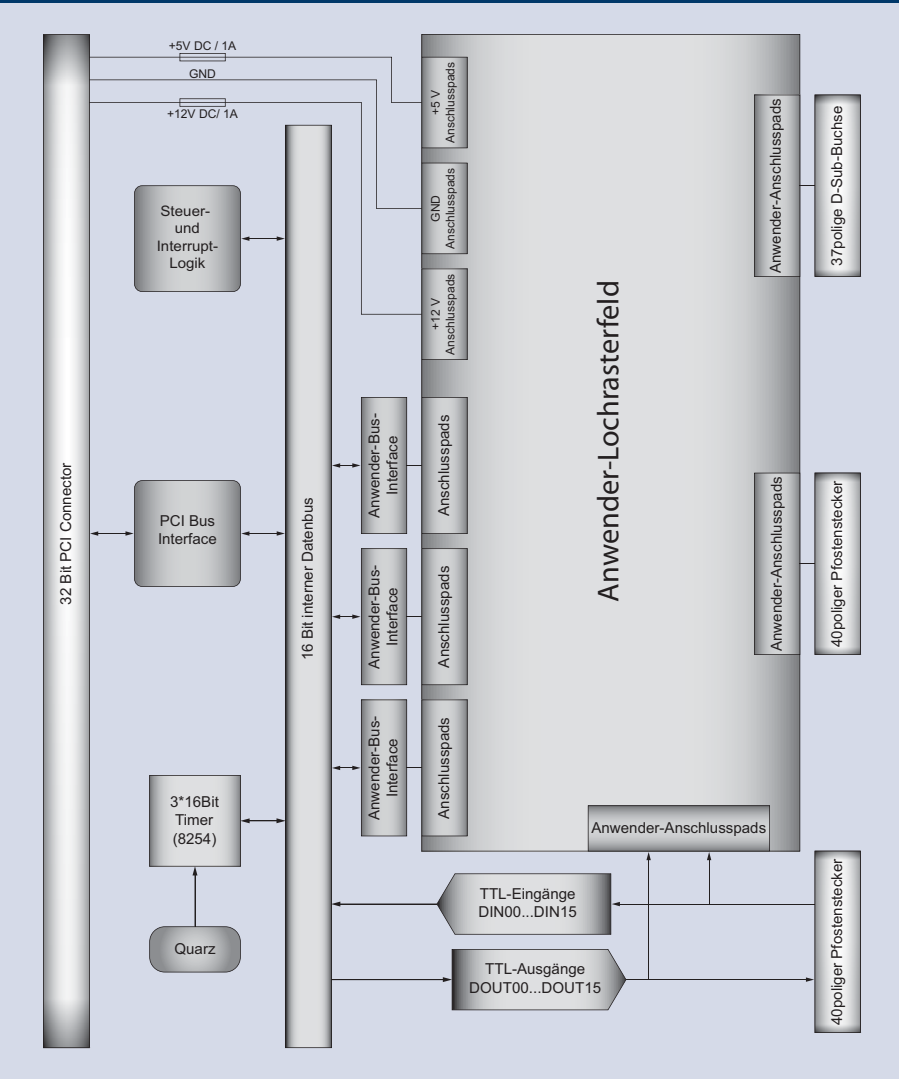 +5V DC / 1A
GND
+12V DC/ 1A
+5 V
Anschlusspads
GND
Anschlusspads
+12 V
Anschlusspads
Anwender-Anschlusspads
37polige D-Sub-Buchse
Steuer-
und
Interrupt-
Logik
Anwender-Lochrasterfeld
32 Bit PCI Connector
PCI Bus
Interface
16 Bit interner Datenbus
Anwender-Bus-
Interface
Anschlusspads
Anwender-Bus-
Interface
Anschlusspads
Anwender-Bus-
Interface
Anschlusspads
Anwender-Anschlusspads
40poliger Pfostenstecker
3*16Bit
Timer
(8254)
Quarz
Anwender-Anschlusspads
TTL-Eingänge
DIN00...DIN15
TTL-Ausgänge
DOUT00...DOUT15
40poliger Pfostenstecker